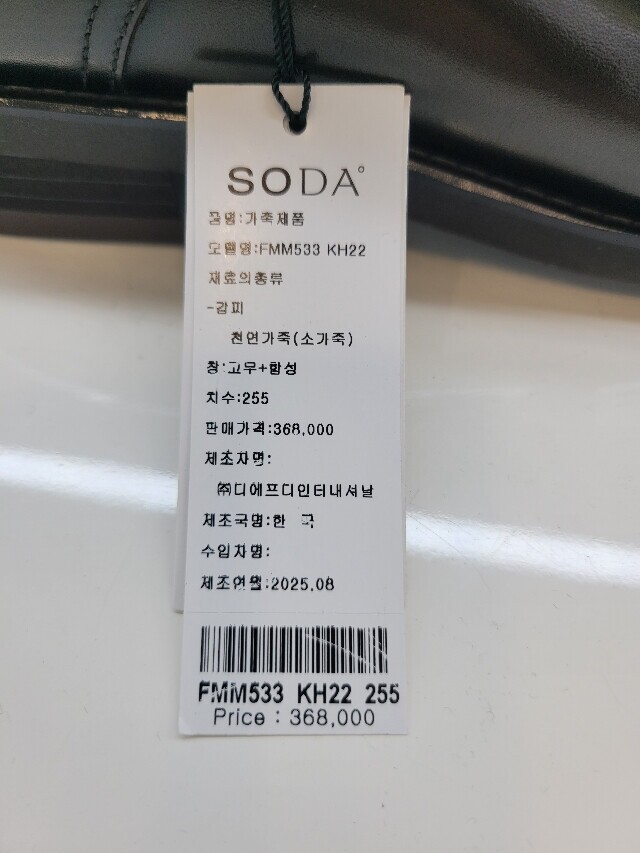 SODA°
품명:가죽제품
모델명:FMM533 KH22
재료의종류
-갑피
천연가죽(소가죽)
창:고무+합성
치수:255
판매가격:368,000
제조자명:
㈜디에프디인터내셔날
제조국명:한 국
수입자명:
제조연월:2025.08
FMM533 KH22 255
Price : 368,000